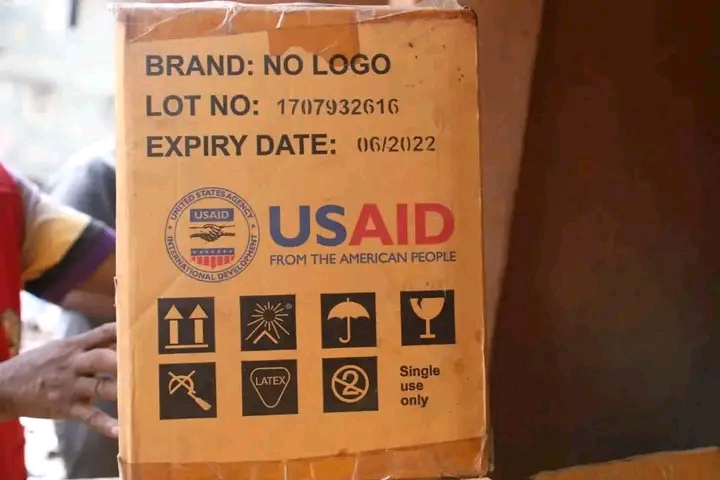 BRAND: NO LOGO
LOT NO: 1707932616
EXPIRY DATE: 06/2022
UNITED STATES AGENCY
USAID
INTERNATIONAL DEVELOPMENT
USAID
FROM THE AMERICAN PEOPLE
LATEX
2
Single
use
only